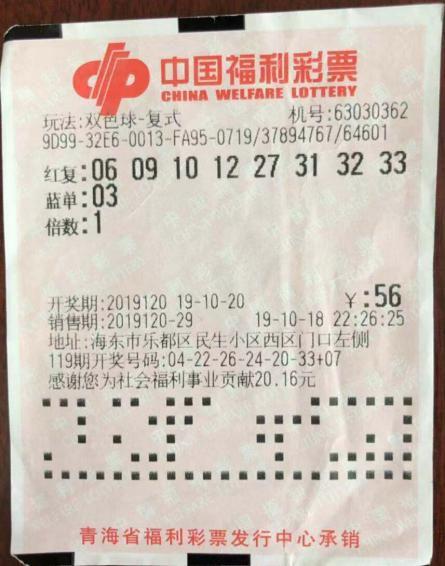 中国福利彩票
CHINA WELFARE LOTTERY
玩法:双色球-复式 机号:63030362
9D99-32E6-0013-FA95-0719/37894767/64601
红复:06 09 10 12 27 31 32 33
蓝单:03
倍数:1
开奖期:2019120 19-10-20 ￥:56
销售期:2019120-29 19-10-18 22:26:25
地址:海东市乐都区民生小区西区门口左侧
119期开奖号码:04-22-26-24-20-33+07
感谢您为社会福利事业贡献20.16元
青海省福利彩票发行中心承销